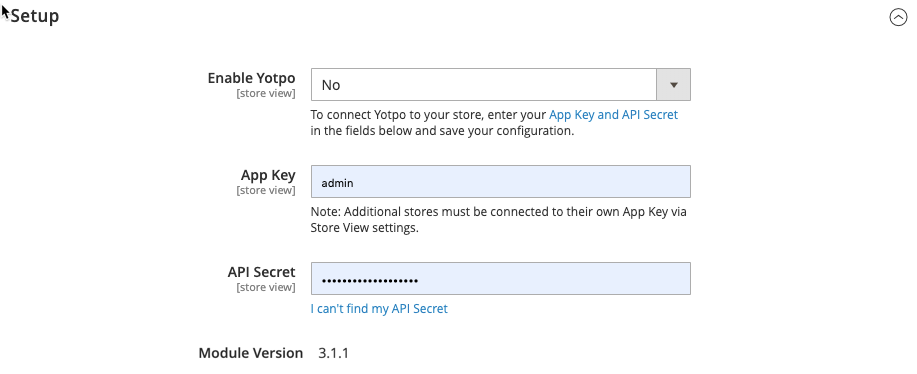 Setup
Enable Yotpo
[store view]
No
To connect Yotpo to your store, enter your App Key and API Secret
in the fields below and save your configuration.
App Key
[store view]
admin
Note: Additional stores must be connected to their own App Key via
Store View settings.
API Secret
[store view]
•••••••••••••••••••
I can't find my API Secret
Module Version 3.1.1